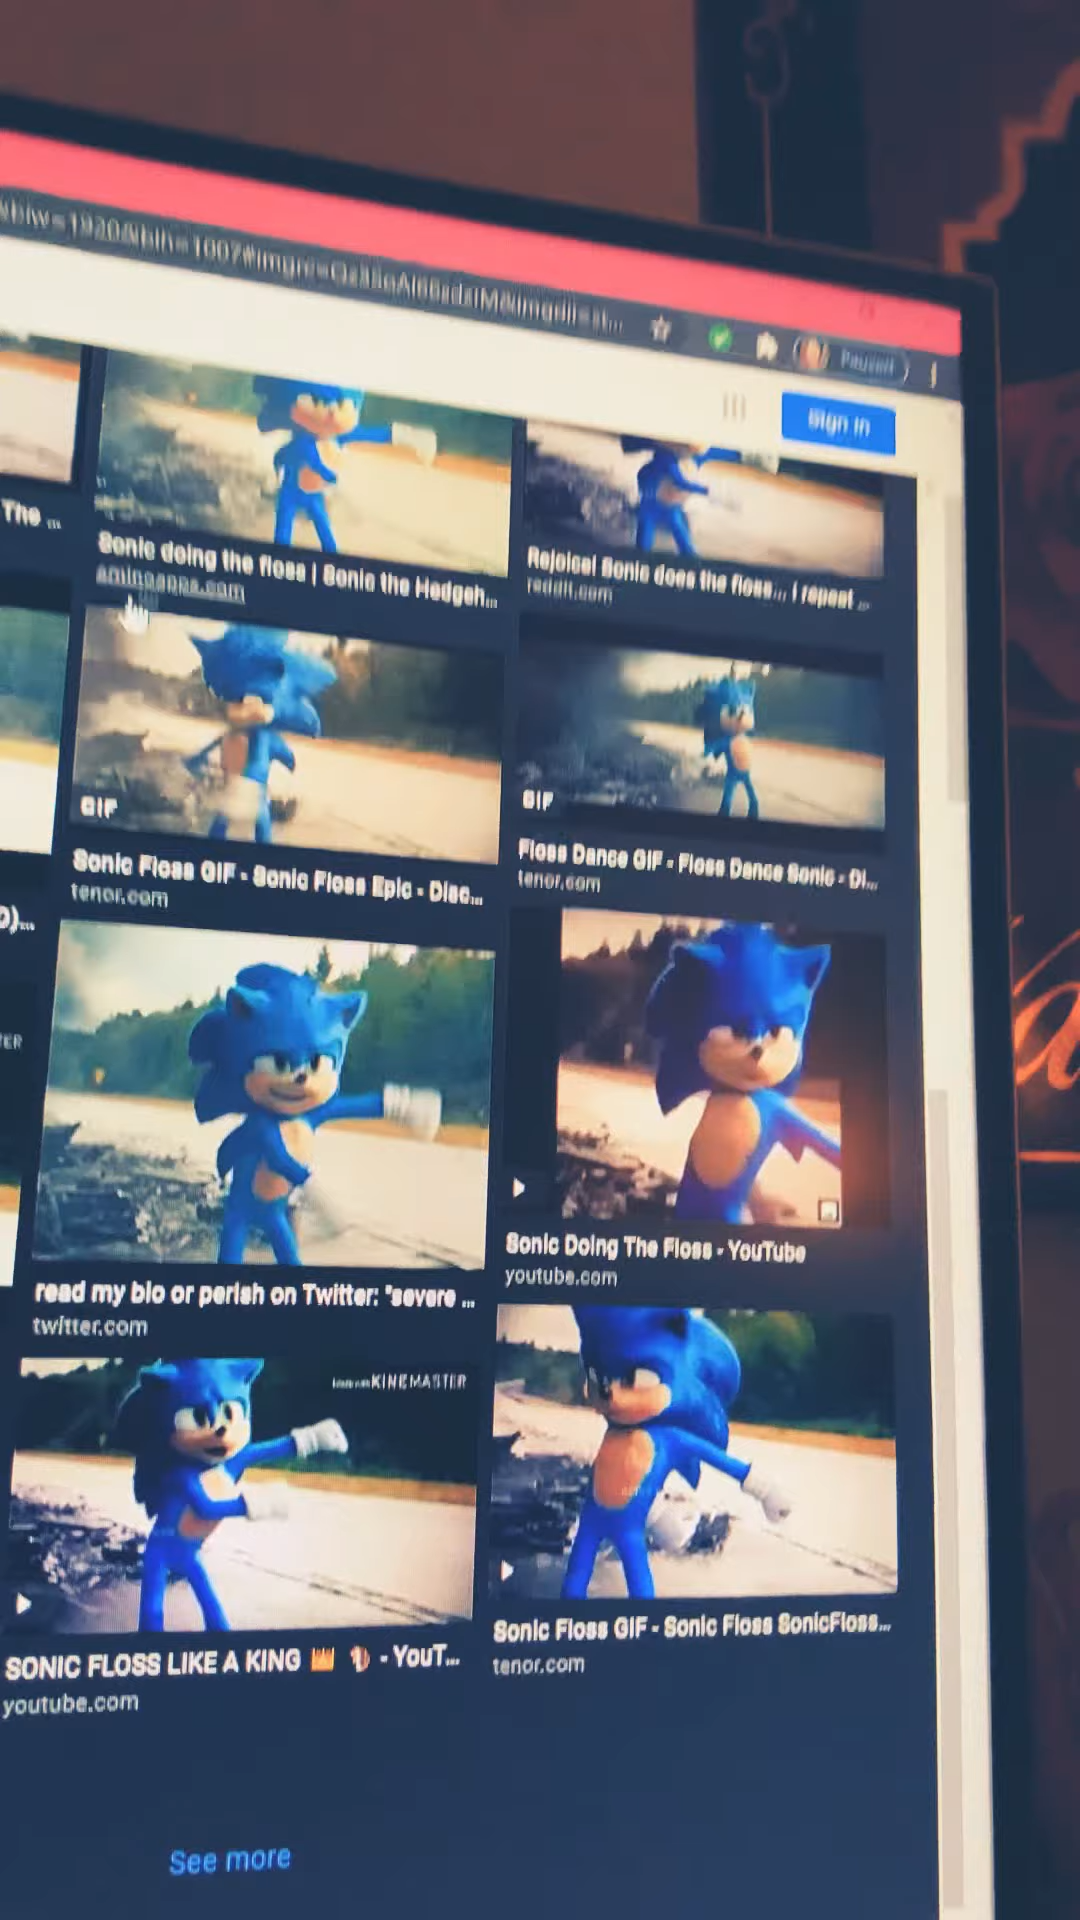 Paused
Sign in
The ...
Sonic doing the floss | Sonic the Hedgeh...
aminoapps.com
Rejoice! Sonic does the floss... I repeat ...
reddit.com
GIF
GIF
Sonic Floss GIF - Sonic Floss Epic - Disc...
tenor.com
Floss Dance GIF - Floss Dance Sonic - Di...
tenor.com
read my bio or perish on Twitter: "severe ...
twitter.com
Sonic Doing The Floss - YouTube
youtube.com
KINEMASTER
SONIC FLOSS LIKE A KING 👑 - YouT...
youtube.com
Sonic Floss GIF - Sonic Floss SonicFloss...
tenor.com
See more